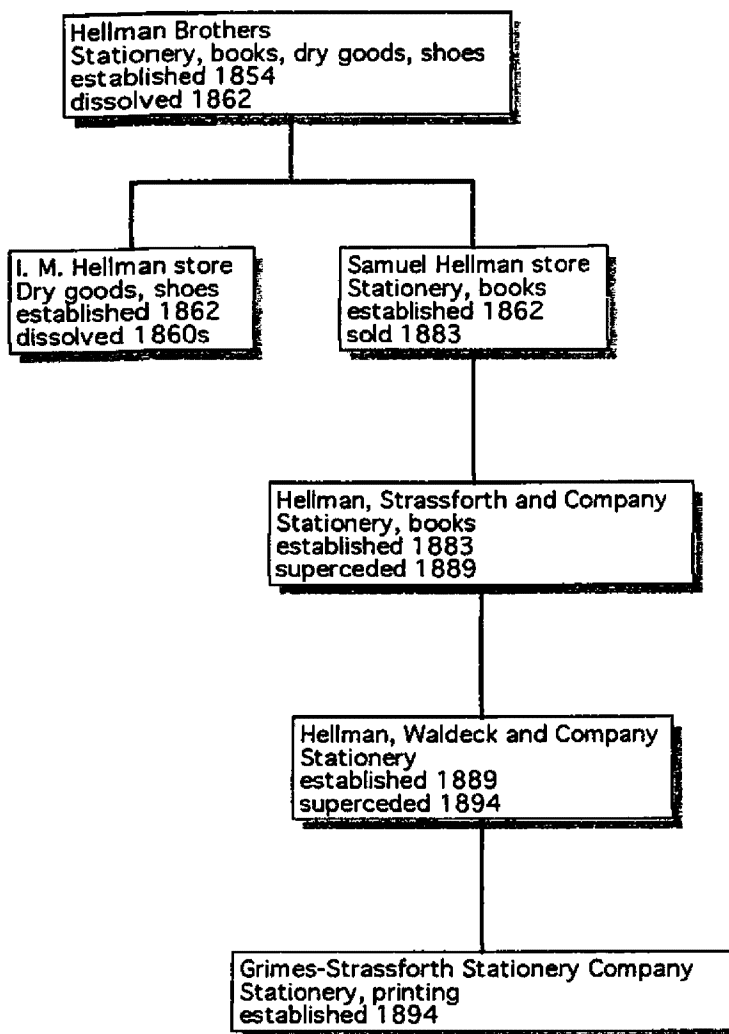 Hellman Brothers
Stationery, books, dry goods, shoes
established 1854
dissolved 1862
I. M. Hellman store
Dry goods, shoes
established 1862
dissolved 1860s
Samuel Hellman store
Stationery, books
established 1862
sold 1883
Hellman, Strassforth and Company
Stationery, books
established 1883
superceded 1889
Hellman, Waldeck and Company
Stationery
established 1889
superceded 1894
Grimes-Strassforth Stationery Company
Stationery, printing
established 1894